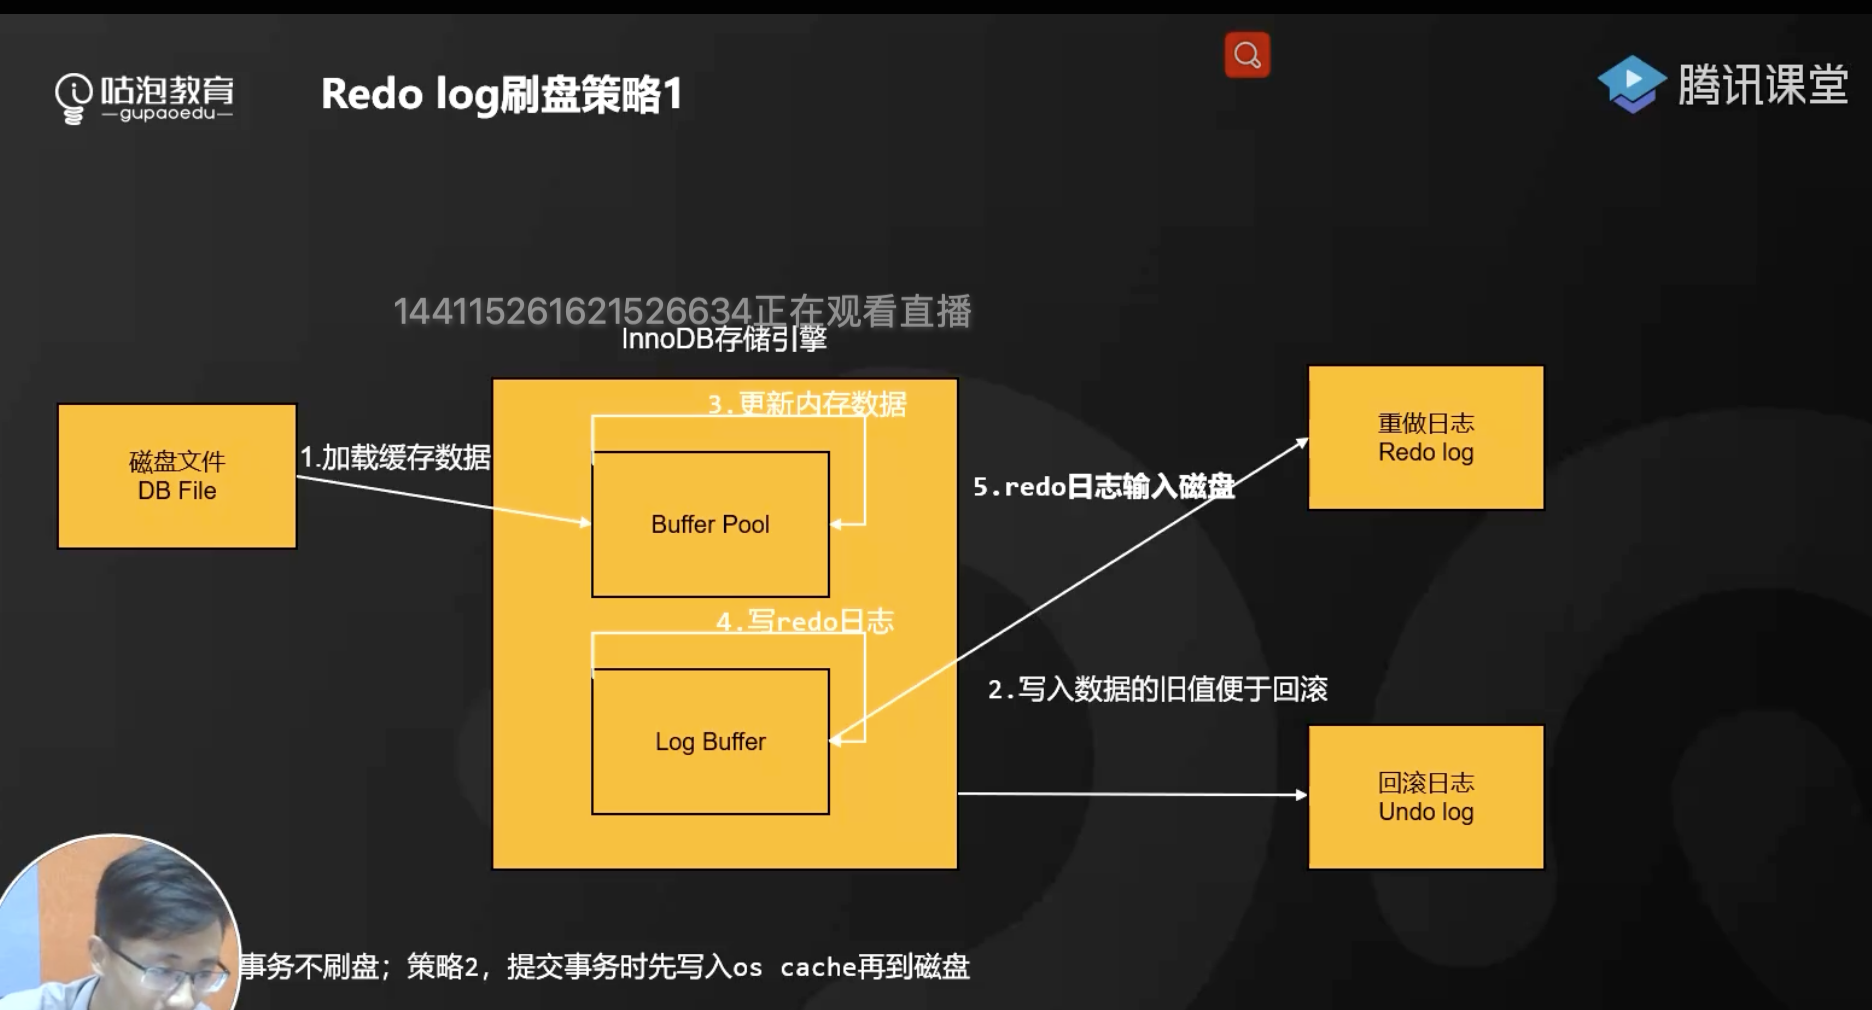 咕泡教育
gupaoedu
Redo log刷盘策略1
腾讯课堂
144115261621526634正在观看直播
InnoDB存储引擎
3.更新内存数据
磁盘文件
DB File
1.加载缓存数据
重做日志
Redo log
5.redo日志输入磁盘
Buffer Pool
4.写redo日志
2.写入数据的旧值便于回滚
Log Buffer
回滚日志
Undo log
事务不刷盘；策略2，提交事务时先写入os cache再到磁盘